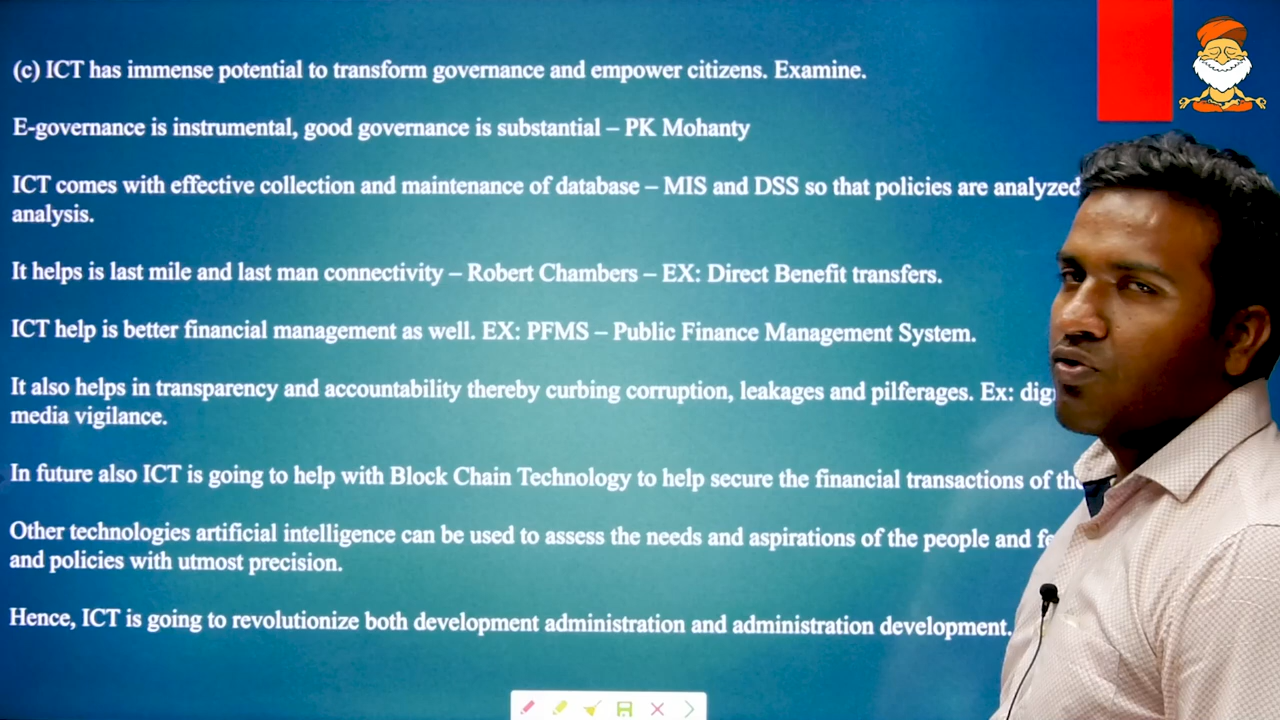 (c) ICT has immense potential to transform governance and empower citizens. Examine.
E-governance is instrumental, good governance is substantial – PK Mohanty
ICT comes with effective collection and maintenance of database – MIS and DSS so that policies are analyzed
analysis.
It helps is last mile and last man connectivity – Robert Chambers – EX: Direct Benefit transfers.
ICT help is better financial management as well. EX: PFMS – Public Finance Management System.
It also helps in transparency and accountability thereby curbing corruption, leakages and pilferages. Ex:
media vigilance.
In future also ICT is going to help with Block Chain Technology to help secure the financial transactions of
Other technologies artificial intelligence can be used to assess the needs and aspirations of the people and
and policies with utmost precision.
Hence, ICT is going to revolutionize both development administration and administration development.